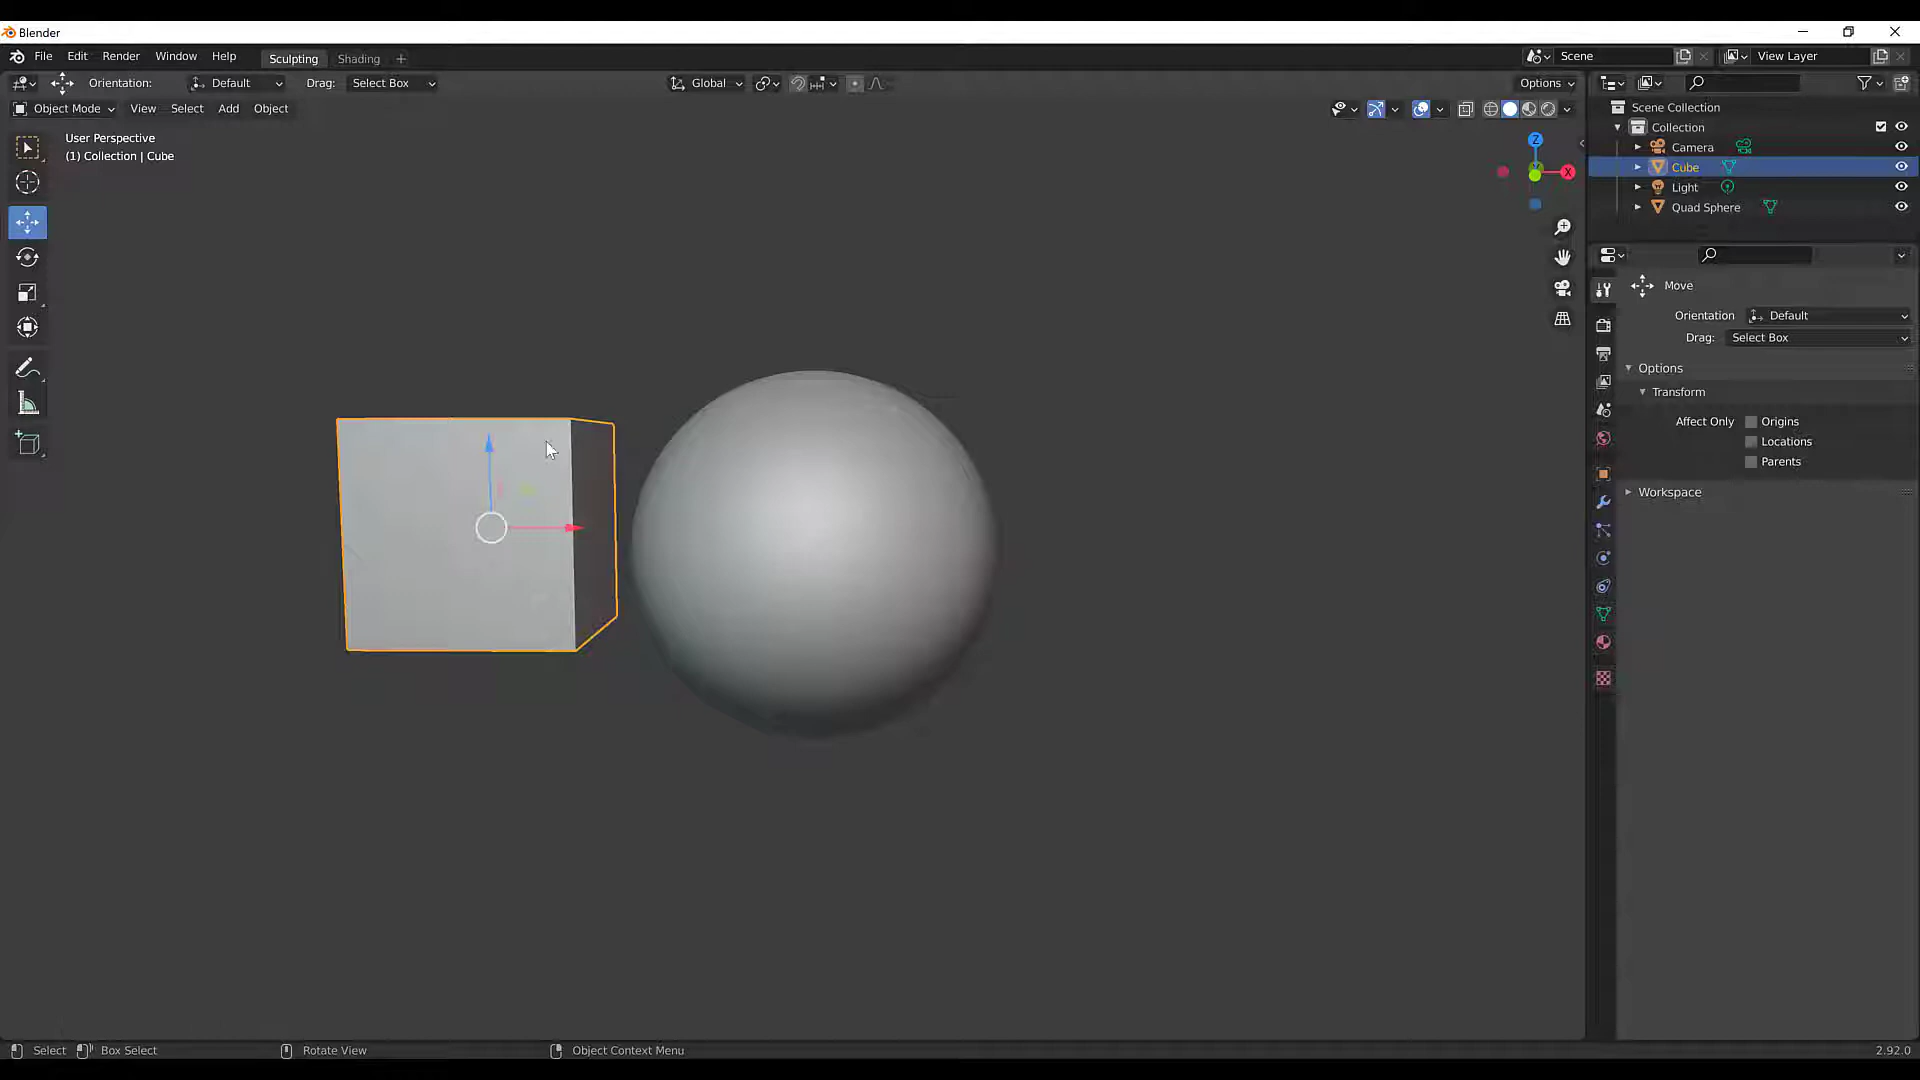 Blender
File Edit Render Window Help Sculpting Shading + Scene View Layer
Orientation: Default Drag: Select Box Global Options
Object Mode View Select Add Object
User Perspective
(1) Collection | Cube
Z
X
Scene Collection
Collection
Camera
Cube
Light
Quad Sphere
Move
Orientation Default
Drag: Select Box
Options
Transform
Affect Only Origins
Locations
Parents
Workspace
Select Box Select Rotate View Object Context Menu 2.92.0